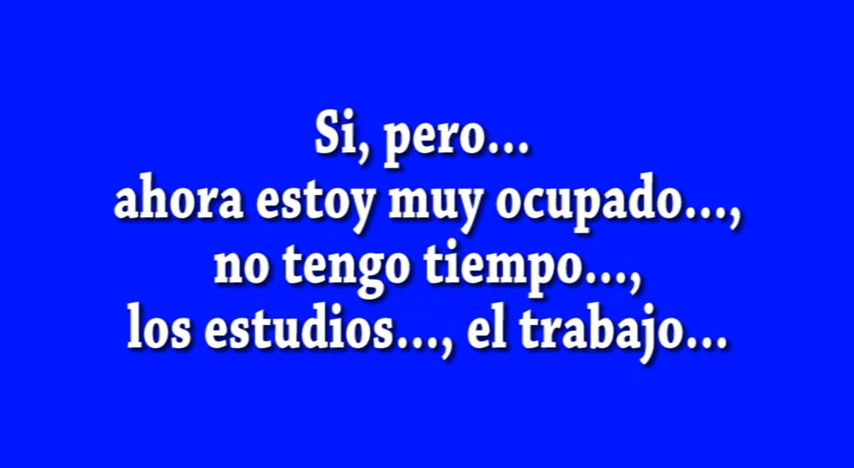 Si, pero...
ahora estoy muy ocupado...,
no tengo tiempo...,
los estudios..., el trabajo...